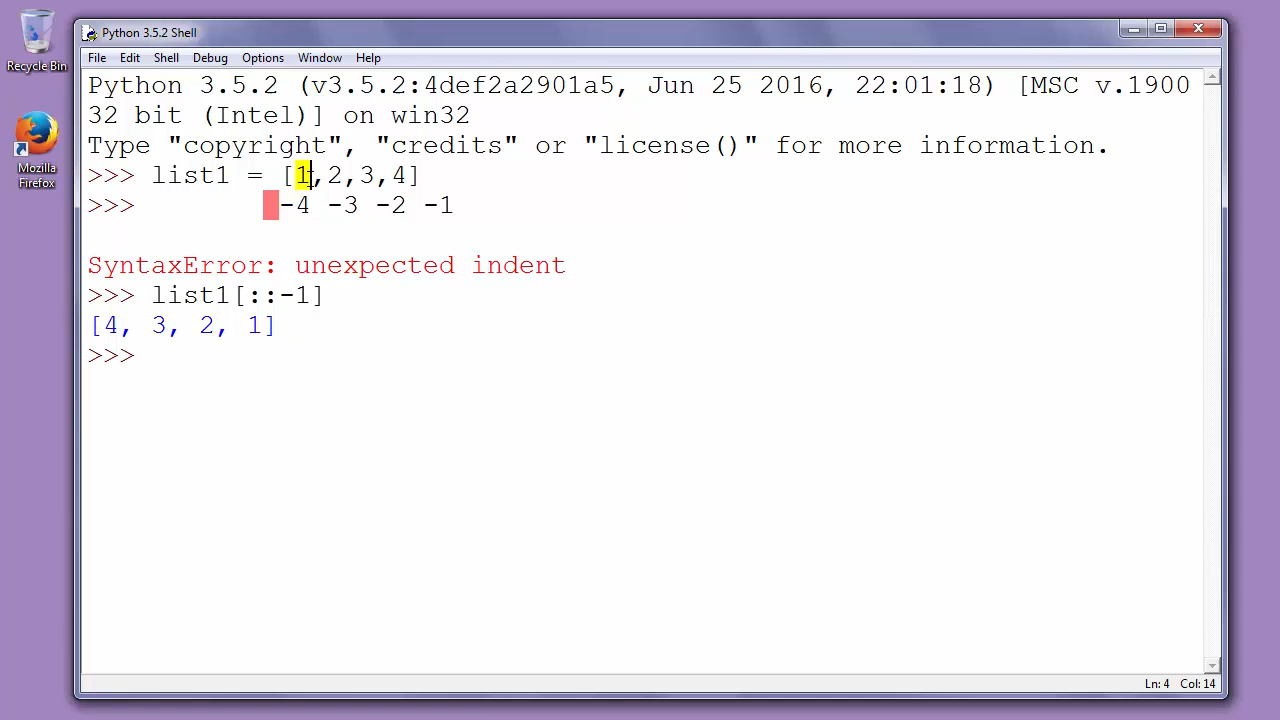 Recycle Bin
Mozilla
Firefox
Python 3.5.2 Shell
File Edit Shell Debug Options Window Help
Python 3.5.2 (v3.5.2:4def2a2901a5, Jun 25 2016, 22:01:18) [MSC v.1900
32 bit (Intel)] on win32
Type "copyright", "credits" or "license()" for more information.
>>> list1 = [1,2,3,4]
>>>         -4 -3 -2 -1
SyntaxError: unexpected indent
>>> list1[::-1]
[4, 3, 2, 1]
>>>
Ln: 4 Col: 14